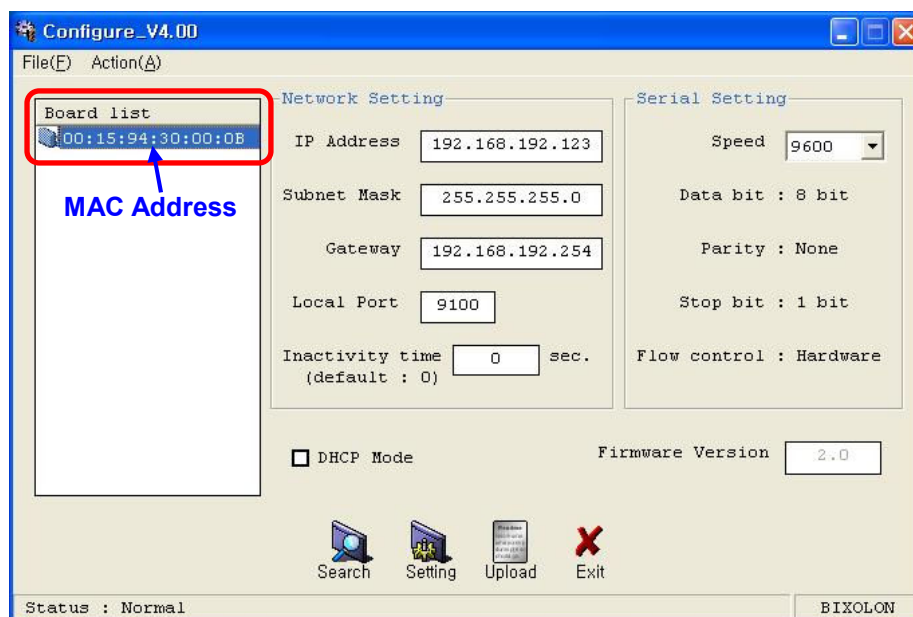 Configure_V4.00
File(F) Action(A)
Board list
00:15:94:30:00:0B
MAC Address
Network Setting
IP Address 192.168.192.123
Subnet Mask 255.255.255.0
Gateway 192.168.192.254
Local Port 9100
Inactivity time 0 sec.
(default : 0)
Serial Setting
Speed 9600
Data bit : 8 bit
Parity : None
Stop bit : 1 bit
Flow control : Hardware
DHCP Mode
Firmware Version 2.0
Search Setting Upload Exit
Status : Normal
BIXOLON